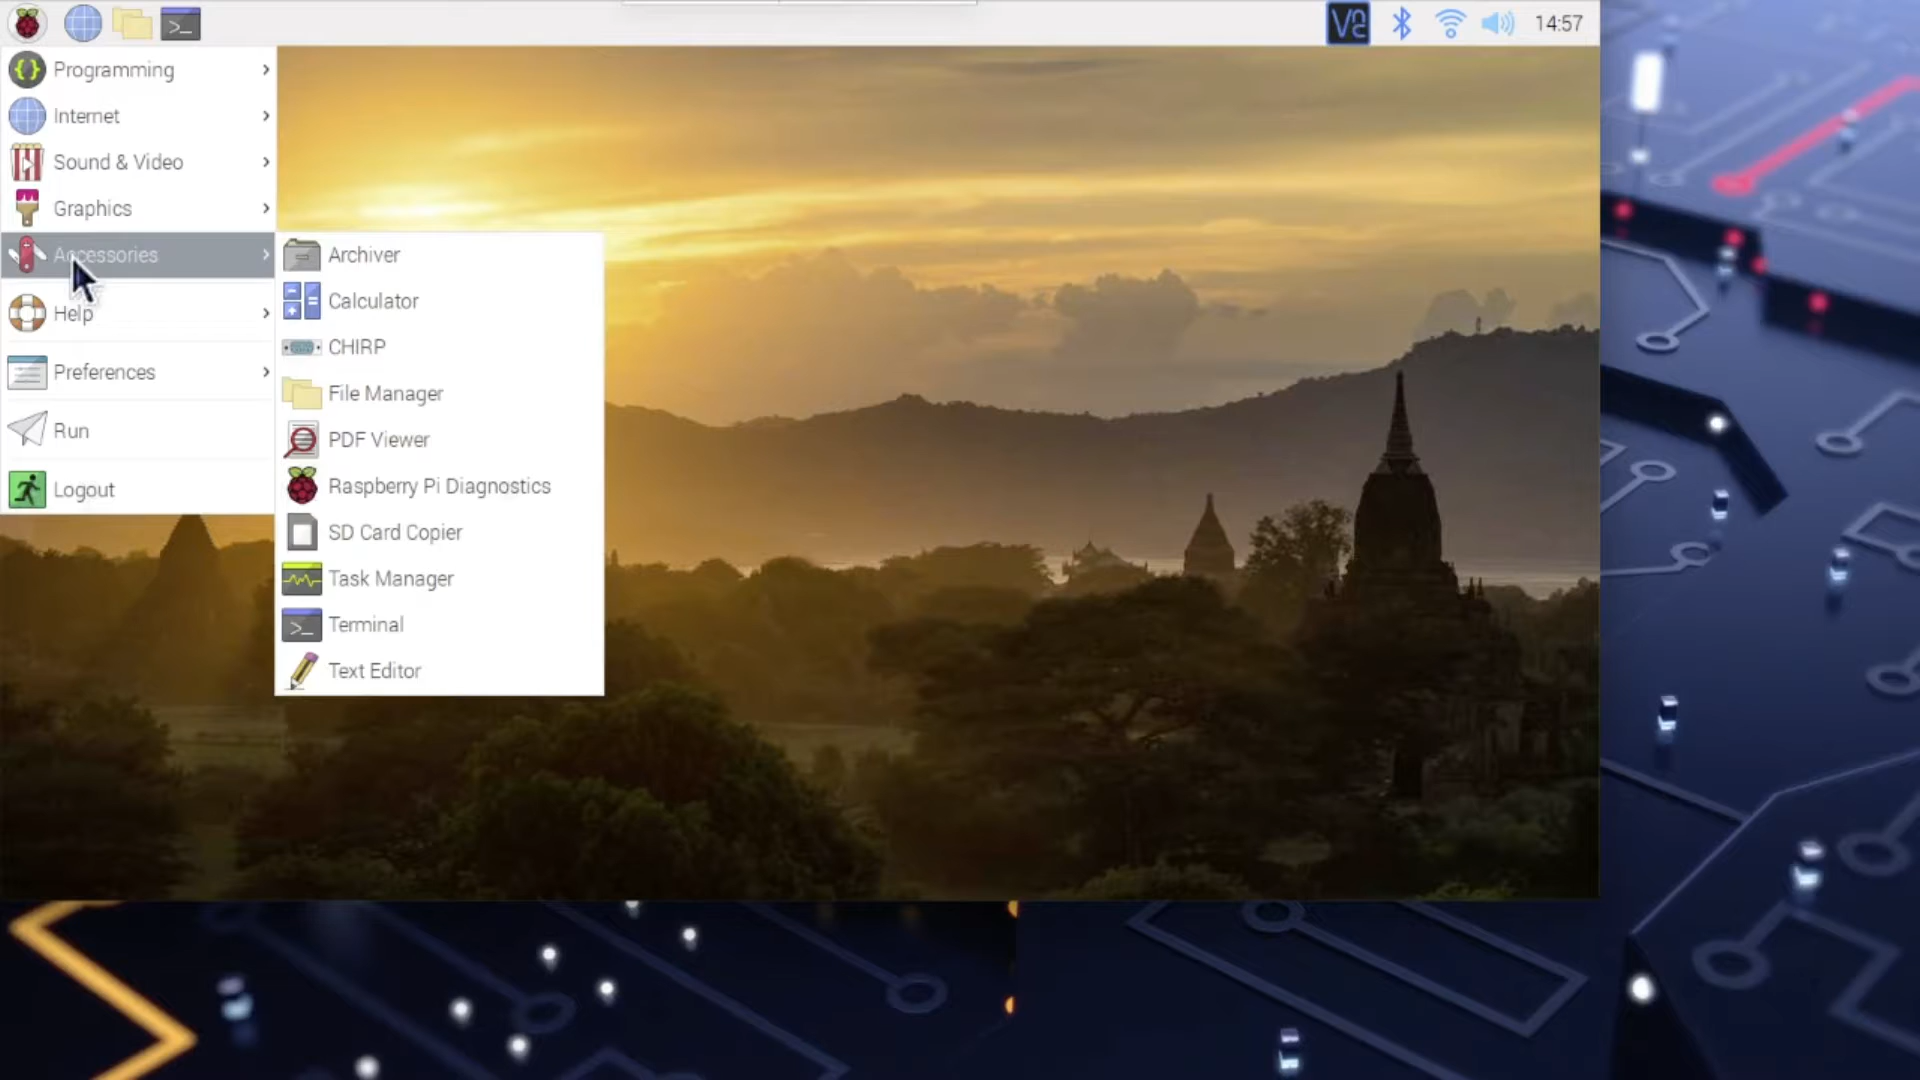 14:57
Programming
Internet
Sound & Video
Graphics
Accessories
Help
Preferences
Run
Logout
Archiver
Calculator
CHIRP
File Manager
PDF Viewer
Raspberry Pi Diagnostics
SD Card Copier
Task Manager
Terminal
Text Editor